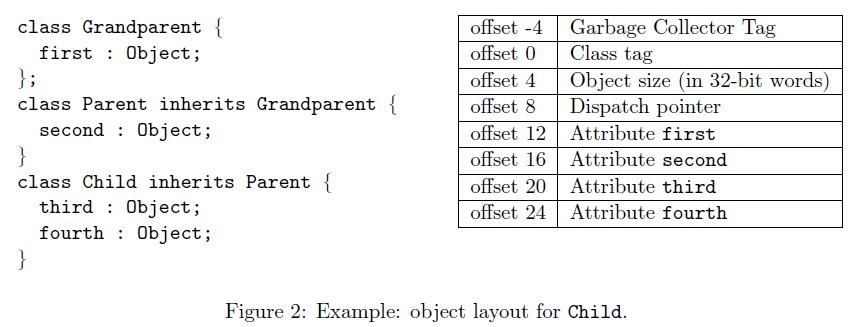 class Grandparent {
first : Object;
};
class Parent inherits Grandparent {
second : Object;
}
class Child inherits Parent {
third : Object;
fourth : Object;
}
offset -4 Garbage Collector Tag
offset 0 Class tag
offset 4 Object size (in 32-bit words)
offset 8 Dispatch pointer
offset 12 Attribute first
offset 16 Attribute second
offset 20 Attribute third
offset 24 Attribute fourth
Figure 2: Example: object layout for Child.